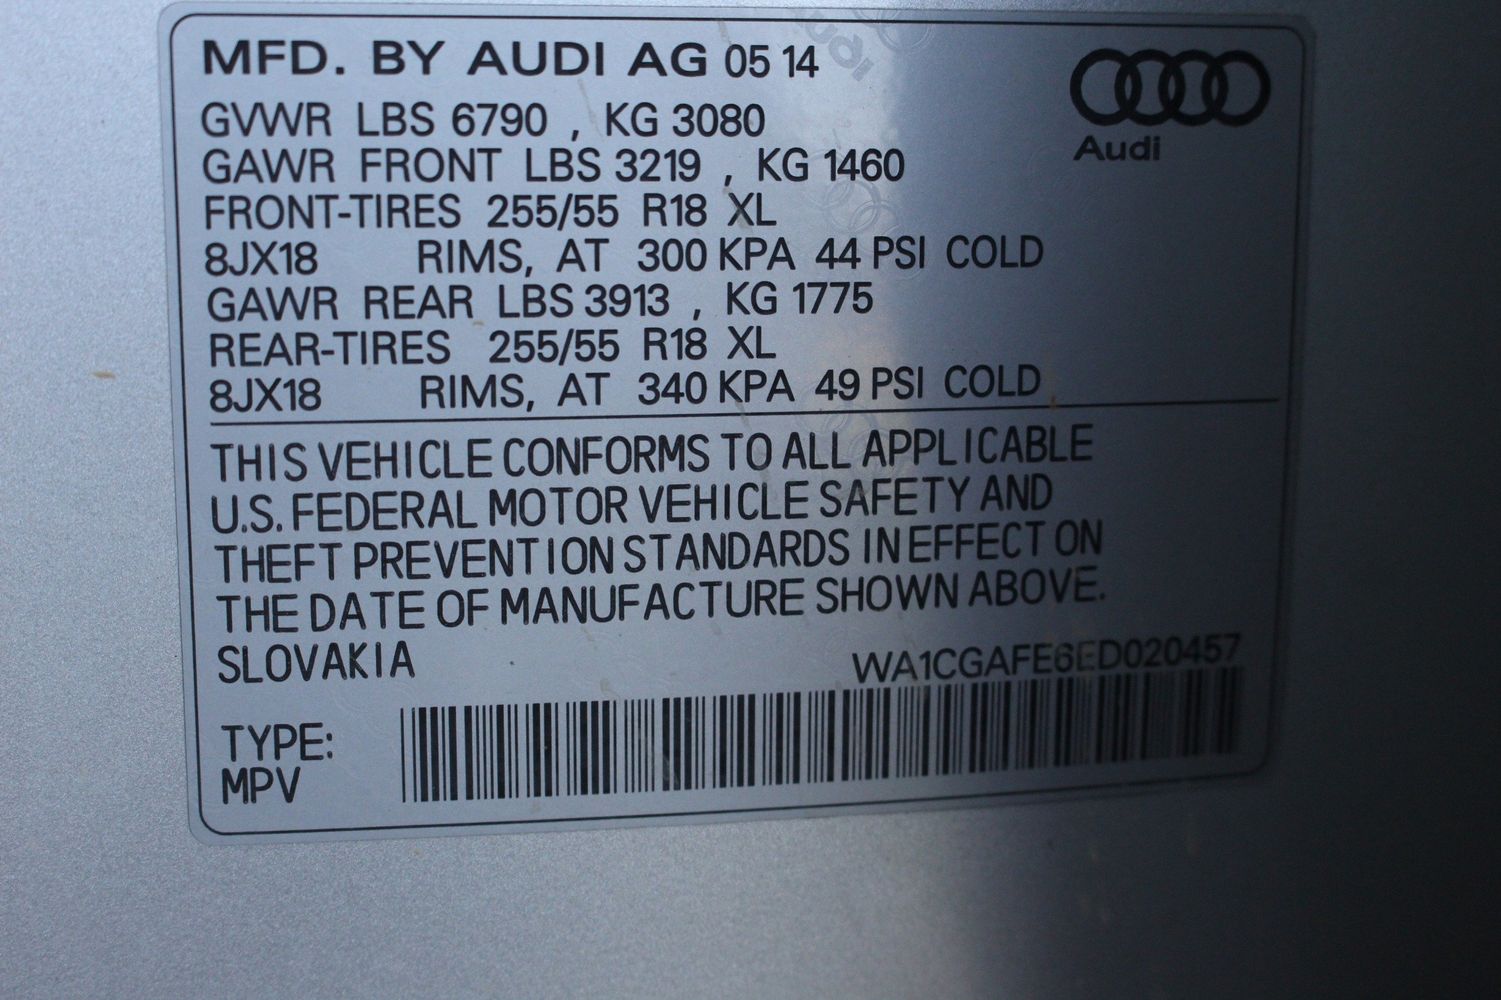 MFD. BY AUDI AG 05 14
Audi
GVWR LBS 6790 , KG 3080
GAWR FRONT LBS 3219 , KG 1460
FRONT-TIRES 255/55 R18 XL
8JX18 RIMS, AT 300 KPA 44 PSI COLD
GAWR REAR LBS 3913 , KG 1775
REAR-TIRES 255/55 R18 XL
8JX18 RIMS, AT 340 KPA 49 PSI COLD
THIS VEHICLE CONFORMS TO ALL APPLICABLE
U.S. FEDERAL MOTOR VEHICLE SAFETY AND
THEFT PREVENTION STANDARDS IN EFFECT ON
THE DATE OF MANUFACTURE SHOWN ABOVE.
SLOVAKIA WA1CGAFE6ED020457
TYPE:
MPV